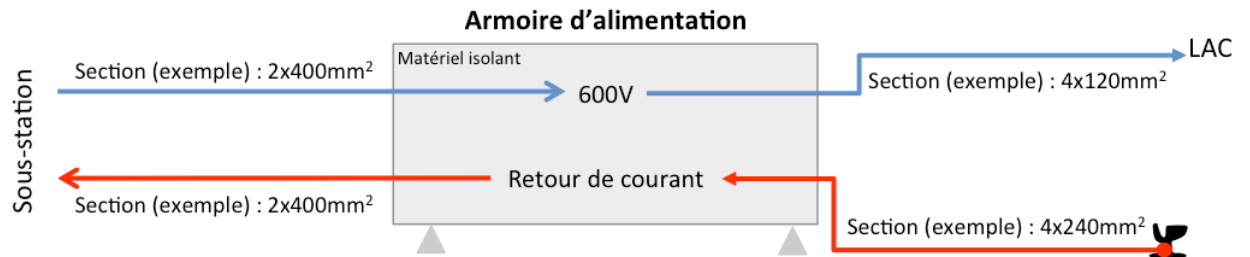 Armoire d’alimentation
Matériel isolant
LAC
Section (exemple) : 2x400mm²
Section (exemple) : 4x120mm²
600V
Sous-station
Retour de courant
Section (exemple) : 2x400mm²
Section (exemple) : 4x240mm²